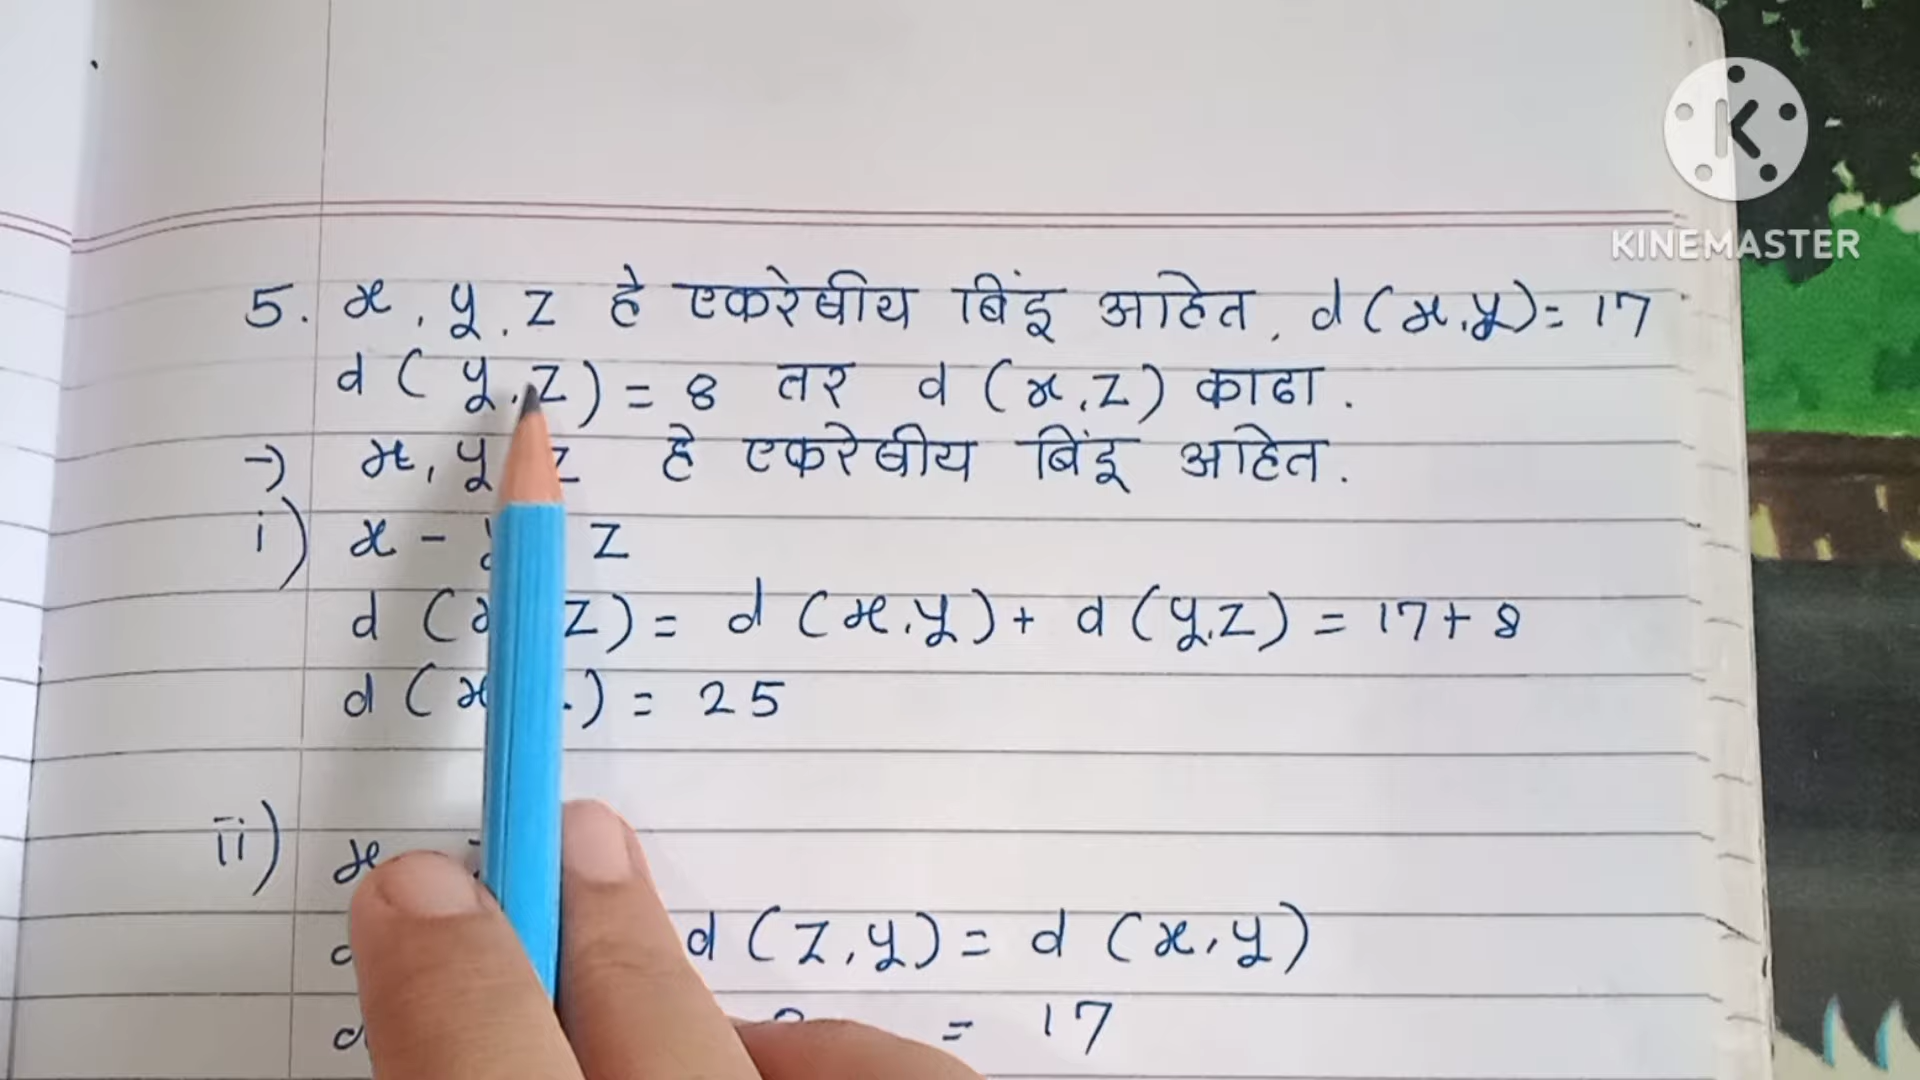 KINEMASTER
5. x, y, z हे एकरेषीय बिंदू आहेत, d(x,y)= 17
d(y,z) = 8 तर d(x,z) काढा.
→ x, y z हे एकरेषीय बिंदू आहेत.
i) x - z
d (x z) = d(x,y) + d(y,z) = 17 + 8
d (x ) = 25
ii) x
d(z,y) = d(x,y)
= 17